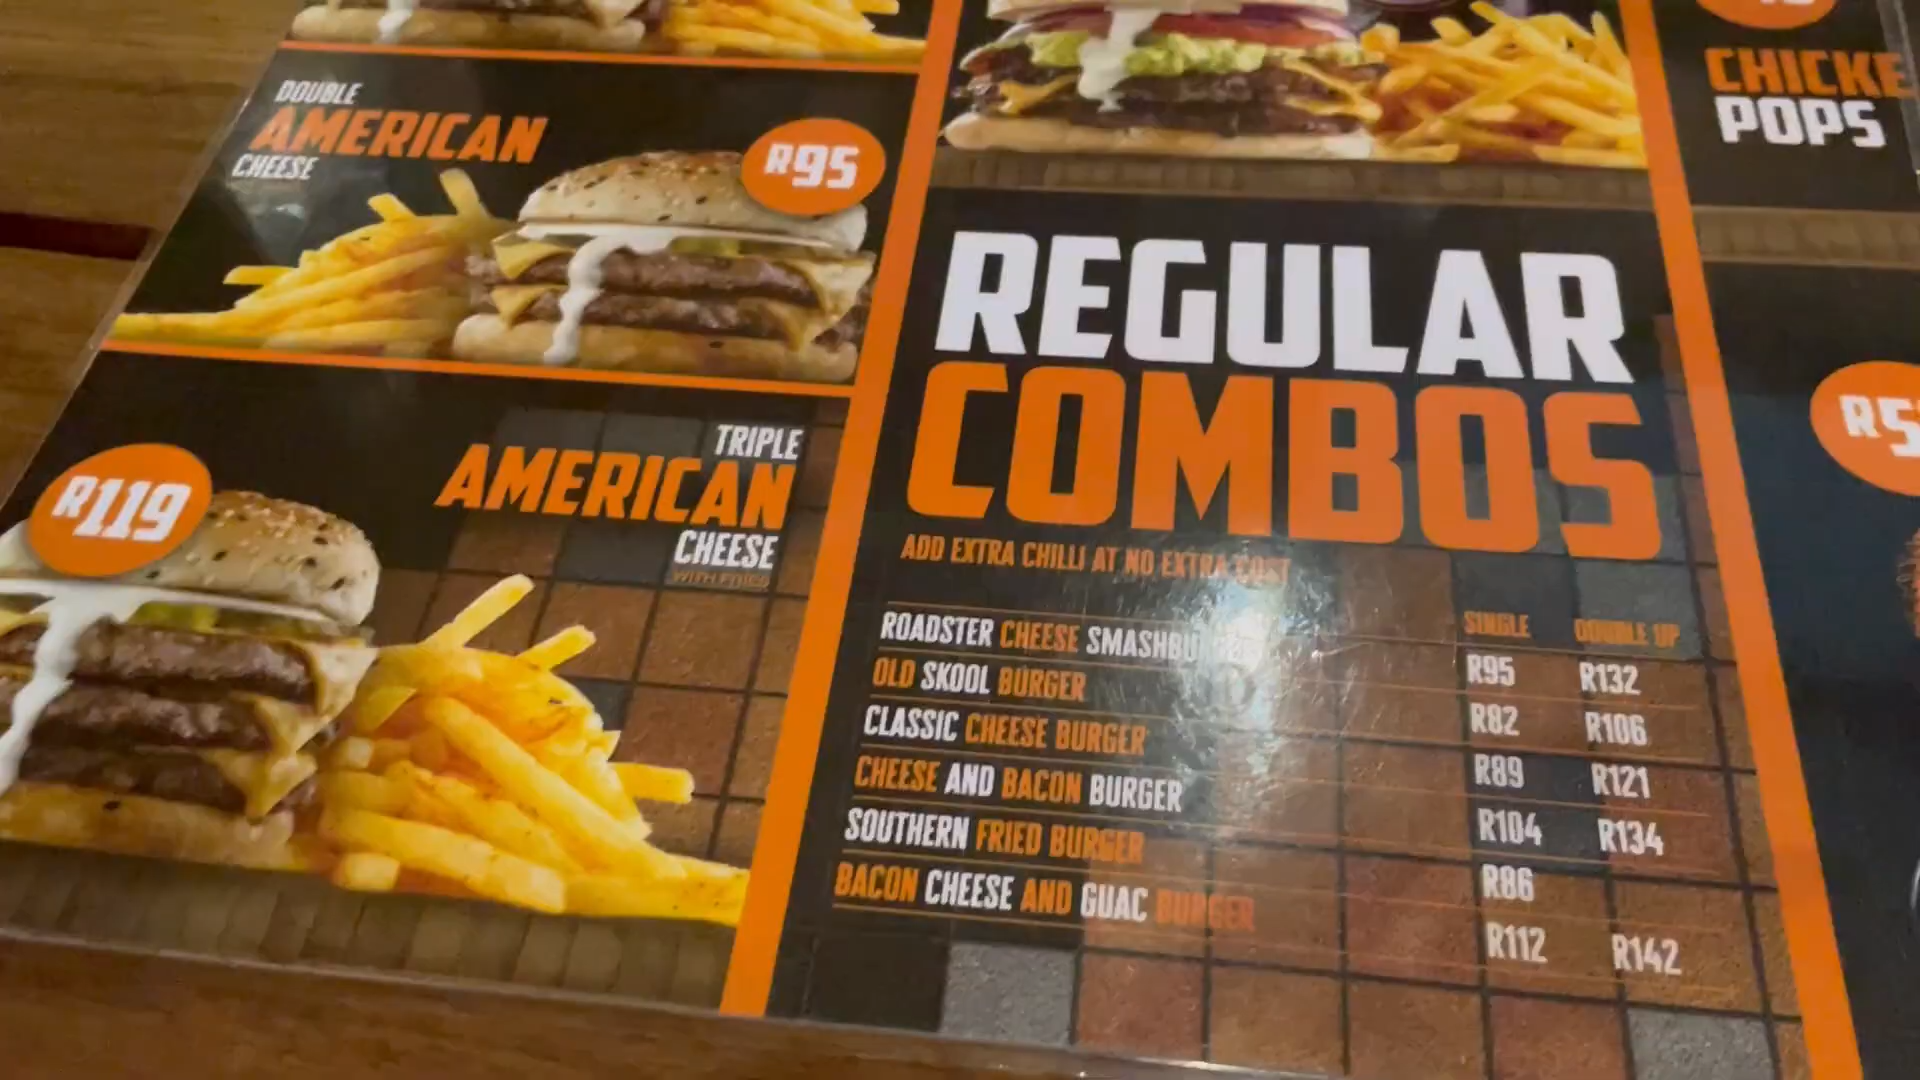 DOUBLE
AMERICAN
CHEESE
R95
TRIPLE
AMERICAN
CHEESE
WITH FRIES
R119
REGULAR
COMBOS
ADD EXTRA CHILLI AT NO EXTRA COST
SINGLE DOUBLE UP
ROADSTER CHEESE R95 R132
OLD SKOOL BURGER R82 R106
CLASSIC CHEESE BURGER R89 R121
CHEESE AND BACON BURGER R104 R134
SOUTHERN FRIED BURGER R86
BACON CHEESE AND GUAC BURGER R112 R142
POPS